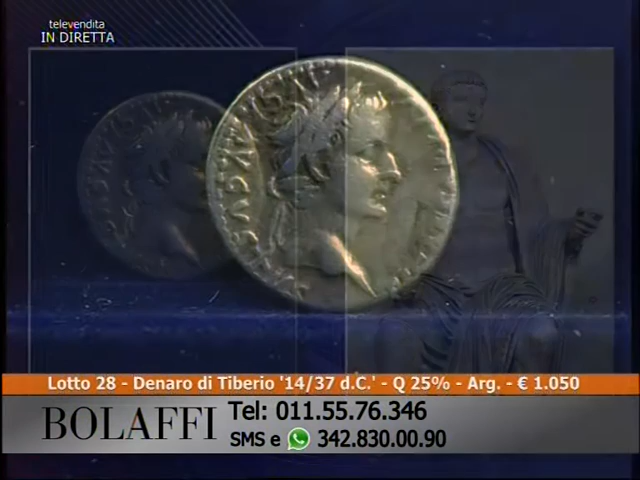 televendita
IN DIRETTA
Lotto 28 - Denaro di Tiberio '14/37 d.C.' - Q 25% - Arg. - € 1.050
BOLAFFI
Tel: 011.55.76.346
SMS e 342.830.00.90